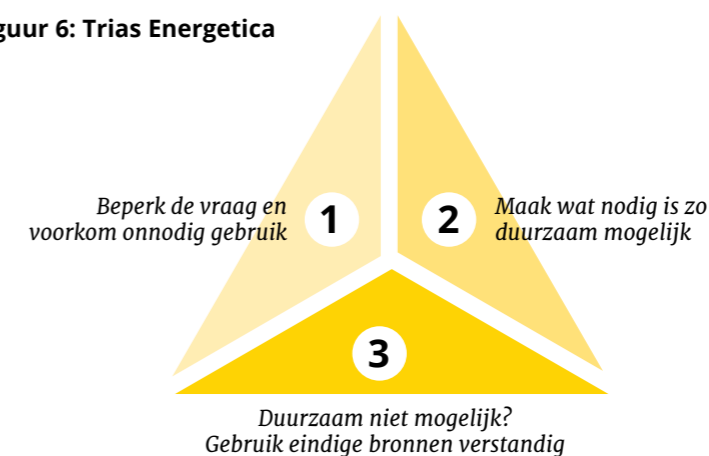 guur 6: Trias Energetica
Beperk de vraag en
voorkom onnodig gebruik
1
2
Maak wat nodig is zo
duurzaam mogelijk
3
Duurzaam niet mogelijk?
Gebruik eindige bronnen verstandig